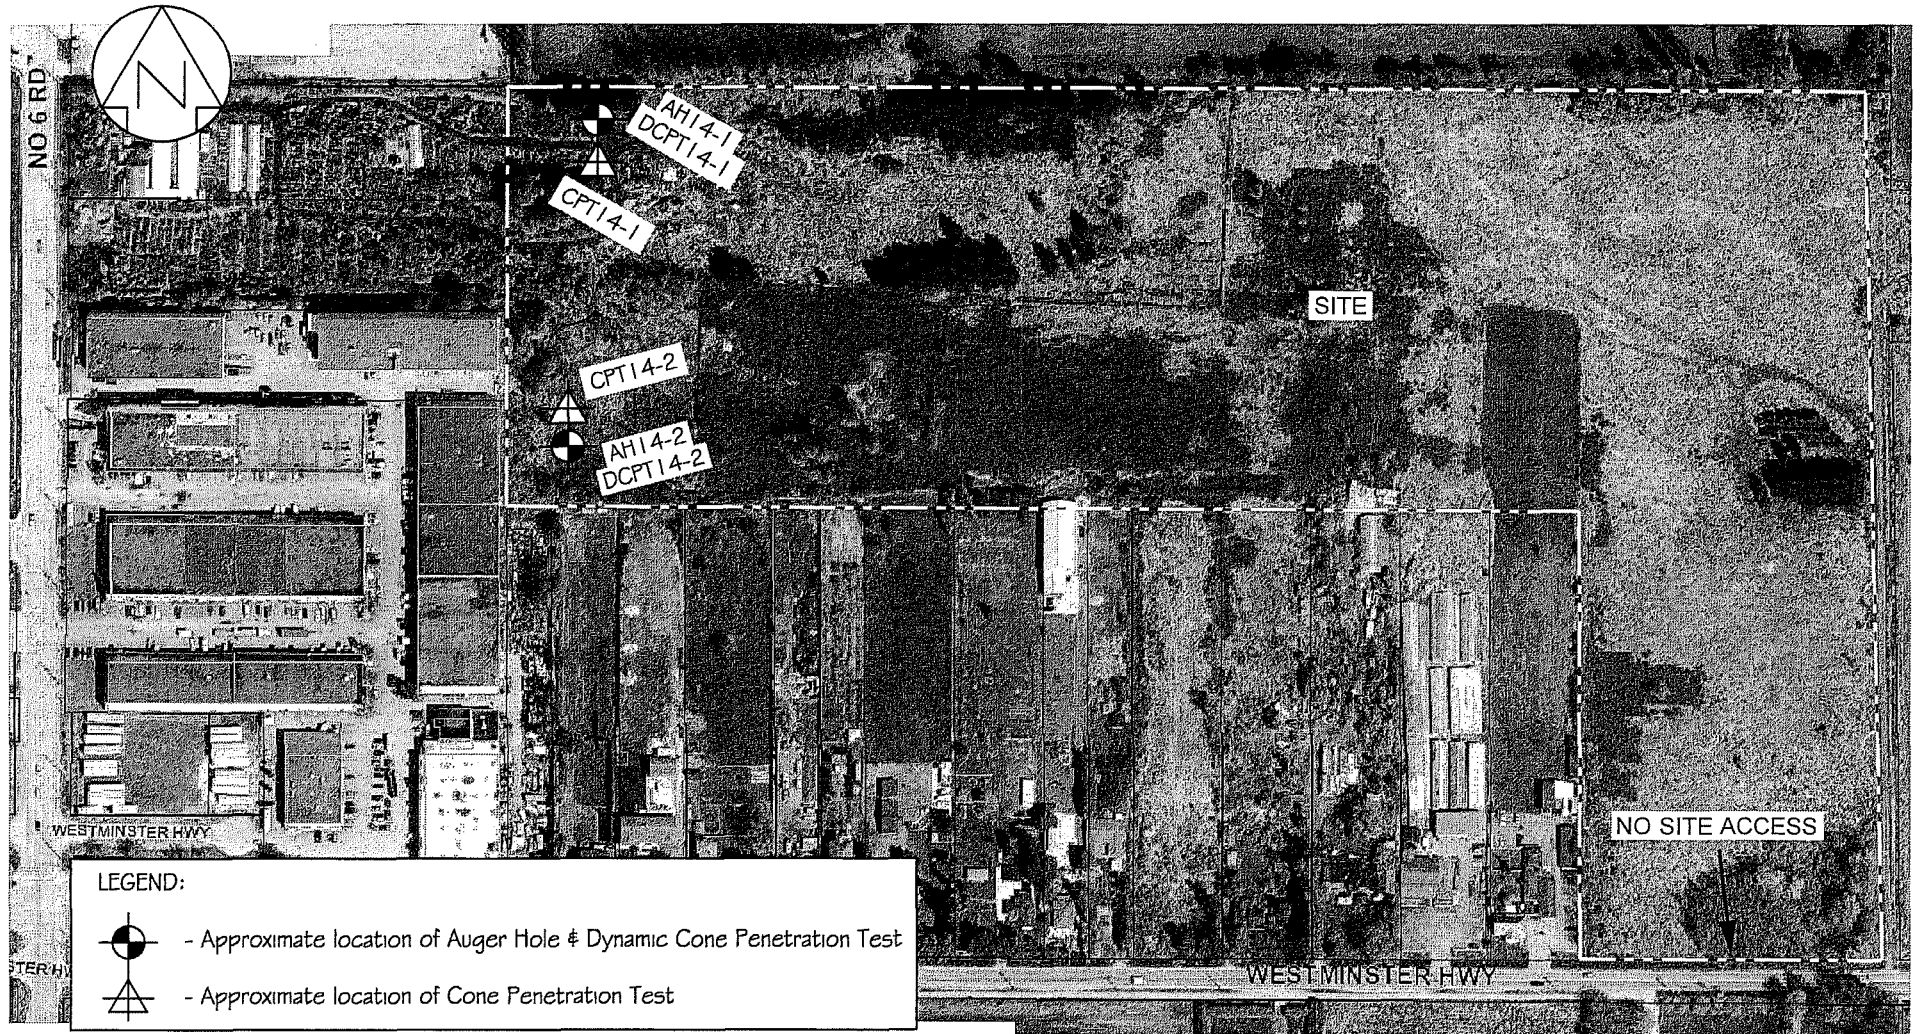 N
NO 6 RD
AH14-1
DCPT14-1
CPT14-1
SITE
CPT14-2
AH14-2
DCPT14-2
NO SITE ACCESS
WESTMINSTER HWY
LEGEND:
- Approximate location of Auger Hole & Dynamic Cone Penetration Test
- Approximate location of Cone Penetration Test
STER HW
WESTMINSTER HWY